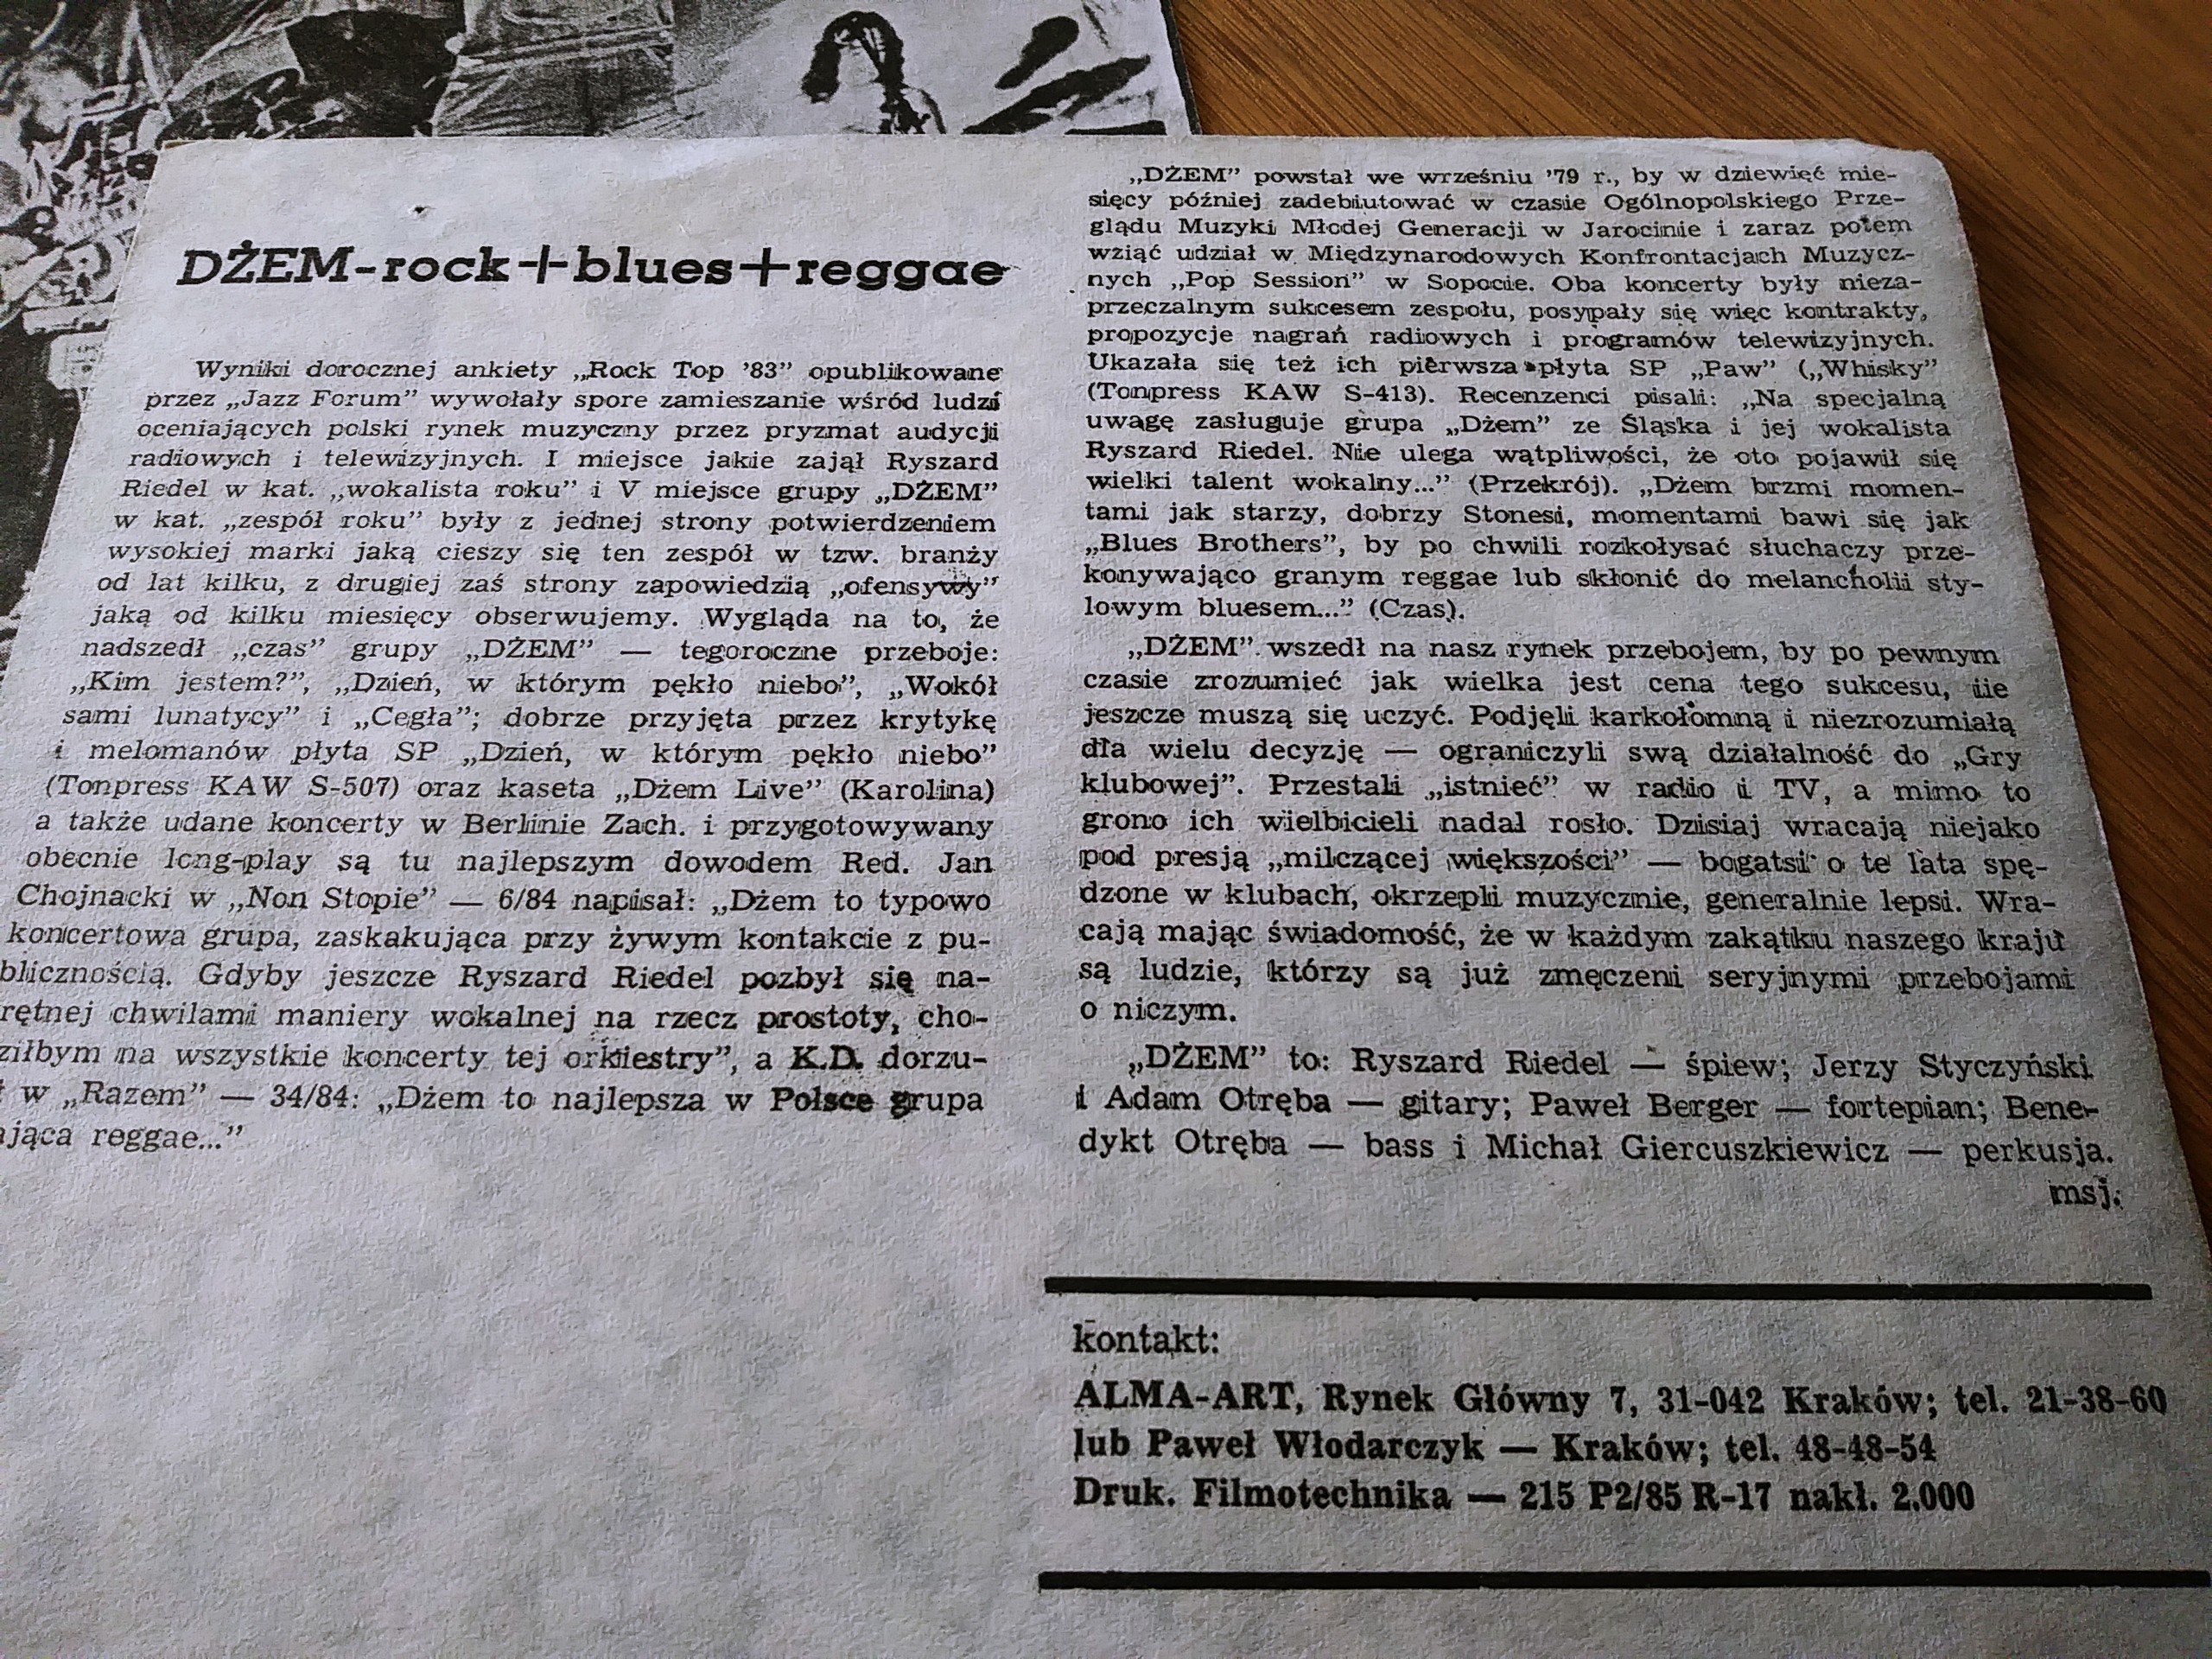 DŻEM-rock+blues+reggae
Wyniki dorocznej ankiety „Rock Top '83” opublikowane
przez „Jazz Forum” wywołały spore zamieszanie wśród ludzi
oceniających polski rynek muzyczny przez pryzmat audycji
radiowych i telewizyjnych. I miejsce jakie zajął Ryszard
Riedel w kat. „wokalista roku” i V miejsce grupy „DŻEM”
w kat. „zespół roku” były z jednej strony potwierdzeniem
wysokiej marki jaką cieszy się ten zespół w tzw. branży
od lat kilku, z drugiej zaś strony zapowiedzią „ofensywy”
jaką od kilku miesięcy obserwujemy. Wygląda na to, że
nadszedł „czas” grupy „DŻEM” — tegoroczne przeboje:
„Kim jestem?”, „Dzień, w którym pękło niebo”, „Wokół
sami lunatycy” i „Cegła”; dobrze przyjęta przez krytykę
i melomanów płyta SP „Dzień, w którym pękło niebo”
(Tonpress KAW S-507) oraz kaseta „Dżem Live” (Karolina)
a także udane koncerty w Berlinie Zach. i przygotowywany
obecnie long-play są tu najlepszym dowodem Red. Jan
Chojnacki w „Non Stopie” — 6/84 napisał: „Dżem to typowo
koncertowa grupa, zaskakująca przy żywym kontakcie z pu-
blicznością. Gdyby jeszcze Ryszard Riedel pozbył się na-
rętnej chwilami maniery wokalnej na rzecz prostoty, cho-
ziłbym na wszystkie koncerty tej orkiestry”, a K.D. dorzu-
w „Razem” — 34/84: „Dżem to najlepsza w Polsce grupa
ająca reggae...”
„DŻEM” powstał we wrześniu '79 r., by w dziewięć mie-
sięcy później zadebiutować w czasie Ogólnopolskiego Prze-
glądu Muzyki Młodej Generacji w Jarocinie i zaraz potem
wziąć udział w Międzynarodowych Konfrontacjach Muzycz-
nych „Pop Session” w Sopocie. Oba koncerty były nieza-
przeczalnym sukcesem zespołu, posypały się więc kontrakty,
propozycje nagrań radiowych i programów telewizyjnych.
Ukazała się też ich pierwsza płyta SP „Paw” („Whisky”
(Tonpress KAW S-413). Recenzenci pisali: „Na specjalną
uwagę zasługuje grupa „Dżem” ze Śląska i jej wokalista
Ryszard Riedel. Nie ulega wątpliwości, że oto pojawił się
wielki talent wokalny...” (Przekrój). „Dżem brzmi momen-
tami jak starzy, dobrzy Stonesi, momentami bawi się jak
„Blues Brothers”, by po chwili rozkołysać słuchaczy prze-
konywająco granym reggae lub skłonić do melancholii sty-
lowym bluesem...” (Czas).
„DŻEM” wszedł na nasz rynek przebojem, by po pewnym
czasie zrozumieć jak wielka jest cena tego sukcesu, ile
jeszcze muszą się uczyć. Podjęli karkołomną i niezrozumiałą
dla wielu decyzję — ograniczyli swą działalność do „Gry
klubowej”. Przestali „istnieć” w radio i TV, a mimo to
grono ich wielbicieli nadal rosło. Dzisiaj wracają niejako
pod presją „milczącej większości” — bogatsi o te lata spę-
dzone w klubach, okrzepli muzycznie, generalnie lepsi. Wra-
cają mając świadomość, że w każdym zakątku naszego kraju
są ludzie, którzy są już zmęczeni seryjnymi przebojami
o niczym.
„DŻEM” to: Ryszard Riedel — śpiew; Jerzy Styczyński
i Adam Otręba — gitary; Paweł Berger — fortepian; Bene-
dykt Otręba — bass i Michał Giercuszkiewicz — perkusja.
msj.
kontakt:
ALMA-ART, Rynek Główny 7, 31-042 Kraków; tel. 21-38-60
lub Paweł Włodarczyk — Kraków; tel. 48-48-54
Druk. Filmotechnika — 215 P2/85 R-17 nakł. 2.000